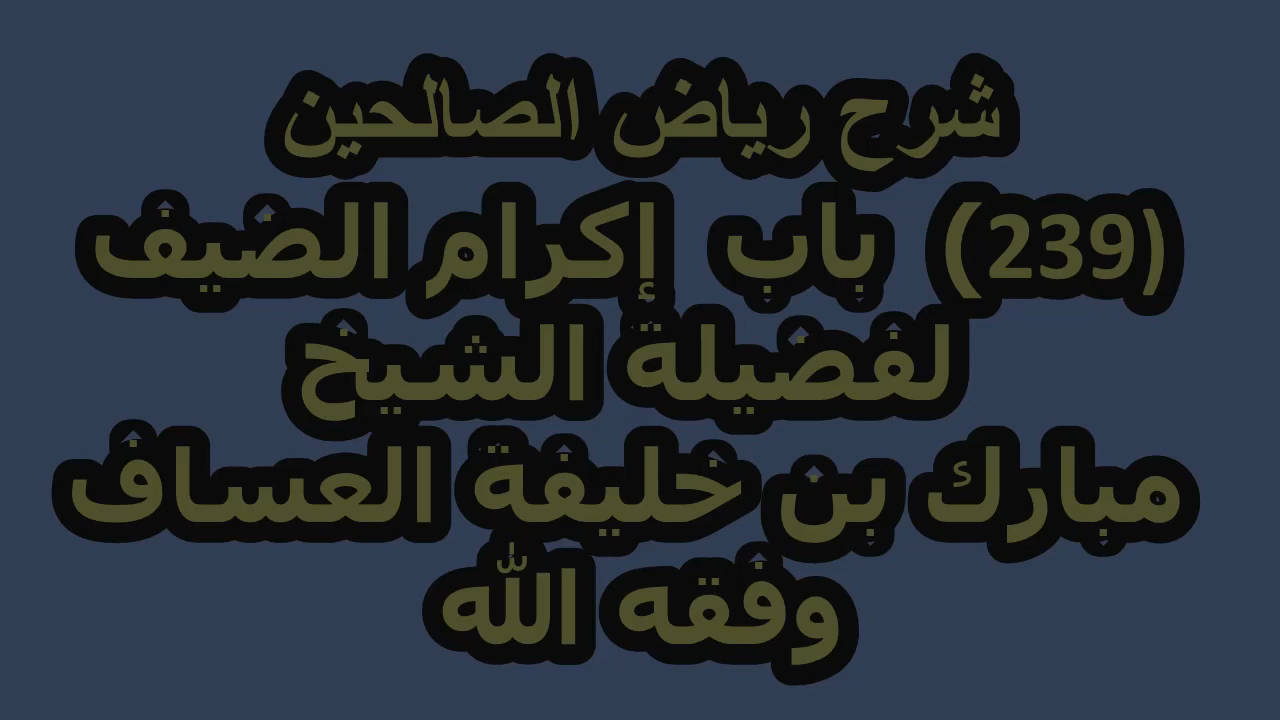 شرح رياض الصالحين
(239) باب إكرام الضيف
لفضيلة الشيخ
مبارك بن خليفة العساف
وفقه الله